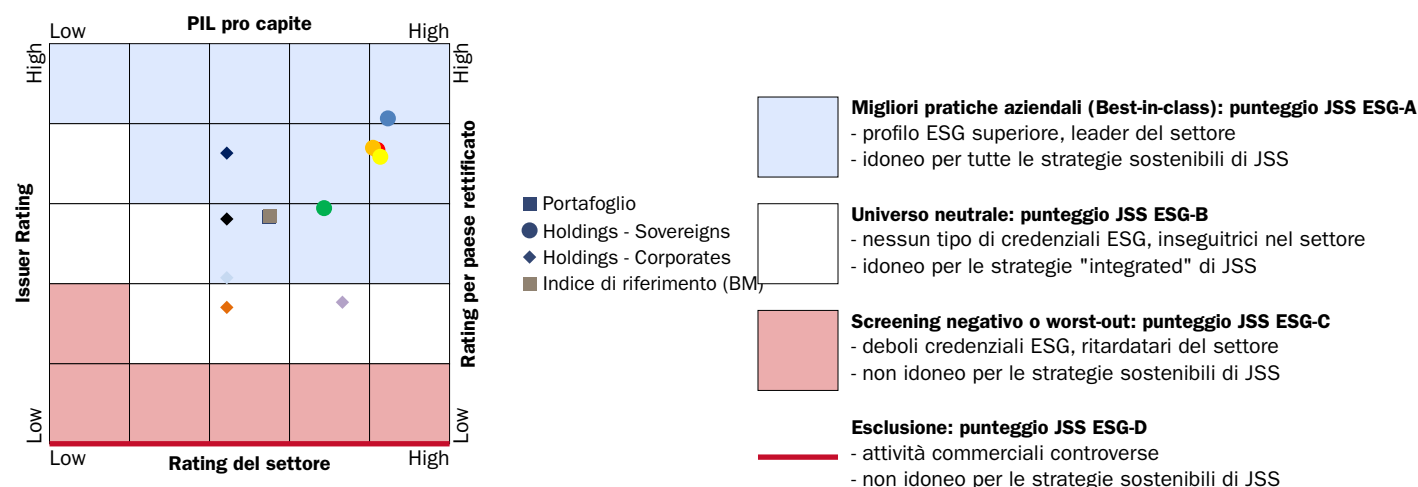 PIL pro capite
Low
High
High
High
Issuer Rating
Rating per paese rettificato
Low
Low
Low
Rating del settore
High
Portafoglio
Holdings - Sovereigns
Holdings - Corporates
Indice di riferimento (BM)
Migliori pratiche aziendali (Best-in-class): punteggio JSS ESG-A
- profilo ESG superiore, leader del settore
- idoneo per tutte le strategie sostenibili di JSS
Universo neutrale: punteggio JSS ESG-B
- nessun tipo di credenziali ESG, inseguitrici nel settore
- idoneo per le strategie "integrated" di JSS
Screening negativo o worst-out: punteggio JSS ESG-C
- deboli credenziali ESG, ritardatari del settore
- non idoneo per le strategie sostenibili di JSS
Esclusione: punteggio JSS ESG-D
- attività commerciali controverse
- non idoneo per le strategie sostenibili di JSS